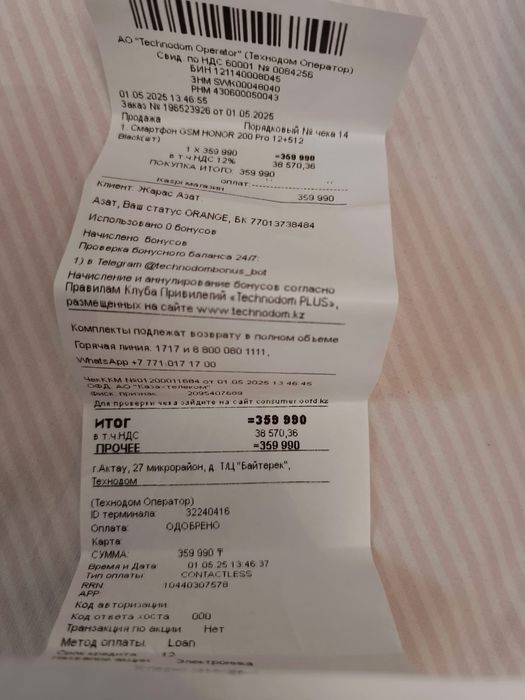 АО "Technodom Operator" (Технодом Оператор)
Свид. по НДС 60001 № 0084256
БИН 121140008045
ЗНМ SWK00046040
РНМ 430600050043
01.05.2025 13:46:55
Порядковый № чека 14
Заказ № 196523926 от 01.05.2025
Продажа
1. Смартфон GSM HONOR 200 Pro 12+512
Black(шт)
1 X 359 990 =359 990
в т.ч НДС 12% 38 570,36
ПОКУПКА ИТОГО: 359 990
оплат
Kaspi магазин 359 990
Клиент: Жарас Азат
Азат, Ваш статус ORANGE, БК 77013738484
Использовано 0 бонусов
Начислено бонусов
Проверка бонусного баланса 24/7:
1) в Telegram @technodombonus_bot
Начисление и аннулирование бонусов согласно
Правилам Клуба Привилегий «Technodom PLUS»,
размещенных на сайте www.technodom.kz
Комплекты подлежат возврату в полном объеме
Горячая линия: 1717 и 8 800 080 1111,
WhatsApp +7 771 817 17 00
от 01.05.2025 13:46:45
ОФД АО "Казахтелеком"
Фиск. признак: 2095407609
Для проверки чека зайдите на сайт consumer.oofd.kz
ИТОГ =359 990
в т.ч НДС 38 570,36
ПРОЧЕЕ =359 990
г.Актау, 27 микрорайон, д. Т/Ц "Байтерек",
Технодом
(Технодом Оператор)
ID терминала: 32240416
Оплата: ОДОБРЕНО
Карта:
СУММА: 359 990 ₸
Время и Дата 01.05.25 13:46:37
Тип оплаты: CONTACTLESS
RRN 10440307578
APP:
Код авторизации:
Код ответа хоста 000
Транзакция по акции Нет
Метод оплаты: Loan
Срок кредита 12
Название акции: Электроника